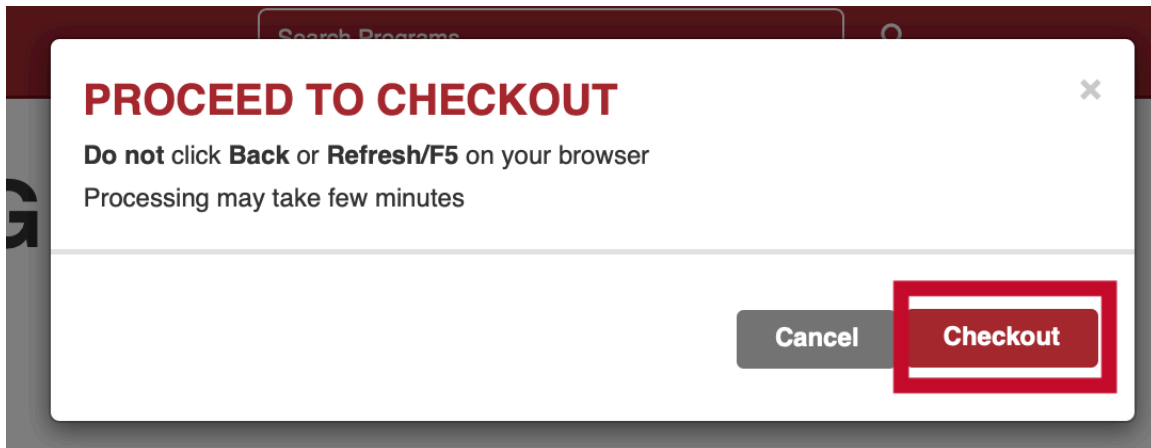 Search Programs
PROCEED TO CHECKOUT
×
Do not click Back or Refresh/F5 on your browser
Processing may take few minutes
G
Cancel
Checkout